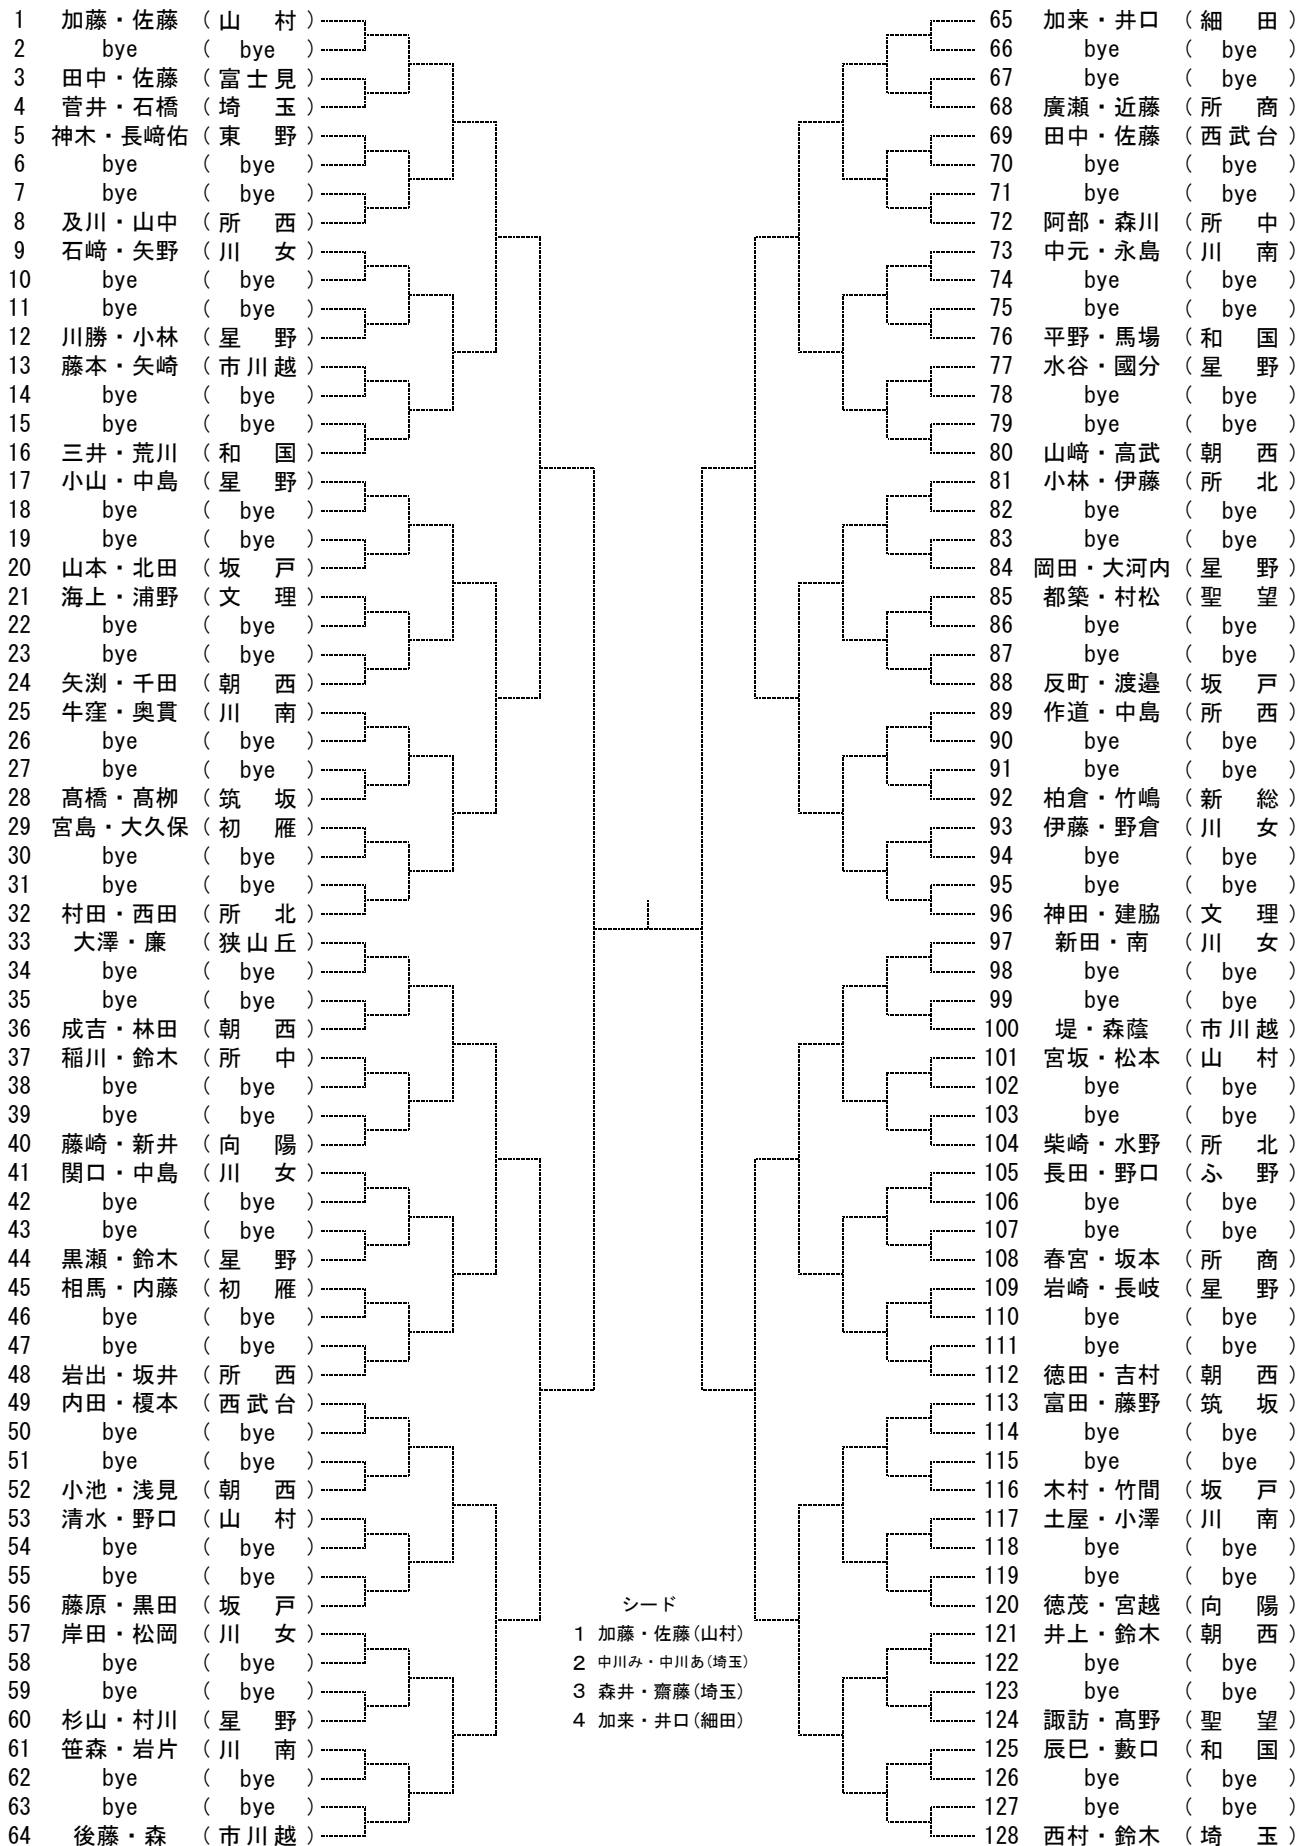 1 加藤・佐藤 (山 村)
2 bye (bye)
3 田中・佐藤 (富士見)
4 菅井・石橋 (埼 玉)
5 神木・長﨑佑 (東 野)
6 bye (bye)
7 bye (bye)
8 及川・山中 (所 西)
9 石﨑・矢野 (川 女)
10 bye (bye)
11 bye (bye)
12 川勝・小林 (星 野)
13 藤本・矢崎 (市川越)
14 bye (bye)
15 bye (bye)
16 三井・荒川 (和 国)
17 小山・中島 (星 野)
18 bye (bye)
19 bye (bye)
20 山本・北田 (坂 戸)
21 海上・浦野 (文 理)
22 bye (bye)
23 bye (bye)
24 矢渕・千田 (朝 西)
25 牛窪・奥貫 (川 南)
26 bye (bye)
27 bye (bye)
28 髙橋・髙栁 (筑 坂)
29 宮島・大久保 (初 雁)
30 bye (bye)
31 bye (bye)
32 村田・西田 (所 北)
33 大澤・廉 (狭山丘)
34 bye (bye)
35 bye (bye)
36 成吉・林田 (朝 西)
37 稲川・鈴木 (所 中)
38 bye (bye)
39 bye (bye)
40 藤崎・新井 (向 陽)
41 関口・中島 (川 女)
42 bye (bye)
43 bye (bye)
44 黒瀬・鈴木 (星 野)
45 相馬・内藤 (初 雁)
46 bye (bye)
47 bye (bye)
48 岩出・坂井 (所 西)
49 内田・榎本 (西武台)
50 bye (bye)
51 bye (bye)
52 小池・浅見 (朝 西)
53 清水・野口 (山 村)
54 bye (bye)
55 bye (bye)
56 藤原・黒田 (坂 戸)
57 岸田・松岡 (川 女)
58 bye (bye)
59 bye (bye)
60 杉山・村川 (星 野)
61 笹森・岩片 (川 南)
62 bye (bye)
63 bye (bye)
64 後藤・森 (市川越)
シード
1 加藤・佐藤(山村)
2 中川み・中川あ(埼玉)
3 森井・齋藤(埼玉)
4 加来・井口(細田)
65 加来・井口 (細 田)
66 bye (bye)
67 bye (bye)
68 廣瀬・近藤 (所 商)
69 田中・佐藤 (西武台)
70 bye (bye)
71 bye (bye)
72 阿部・森川 (所 中)
73 中元・永島 (川 南)
74 bye (bye)
75 bye (bye)
76 平野・馬場 (和 国)
77 水谷・國分 (星 野)
78 bye (bye)
79 bye (bye)
80 山﨑・高武 (朝 西)
81 小林・伊藤 (所 北)
82 bye (bye)
83 bye (bye)
84 岡田・大河内 (星 野)
85 都築・村松 (聖 望)
86 bye (bye)
87 bye (bye)
88 反町・渡邉 (坂 戸)
89 作道・中島 (所 西)
90 bye (bye)
91 bye (bye)
92 柏倉・竹嶋 (新 総)
93 伊藤・野倉 (川 女)
94 bye (bye)
95 bye (bye)
96 神田・建脇 (文 理)
97 新田・南 (川 女)
98 bye (bye)
99 bye (bye)
100 堤・森蔭 (市川越)
101 宮坂・松本 (山 村)
102 bye (bye)
103 bye (bye)
104 柴崎・水野 (所 北)
105 長田・野口 (ふ 野)
106 bye (bye)
107 bye (bye)
108 春宮・坂本 (所 商)
109 岩崎・長岐 (星 野)
110 bye (bye)
111 bye (bye)
112 徳田・吉村 (朝 西)
113 富田・藤野 (筑 坂)
114 bye (bye)
115 bye (bye)
116 木村・竹間 (坂 戸)
117 土屋・小澤 (川 南)
118 bye (bye)
119 bye (bye)
120 徳茂・宮越 (向 陽)
121 井上・鈴木 (朝 西)
122 bye (bye)
123 bye (bye)
124 諏訪・髙野 (聖 望)
125 辰巳・藪口 (和 国)
126 bye (bye)
127 bye (bye)
128 西村・鈴木 (埼 玉)